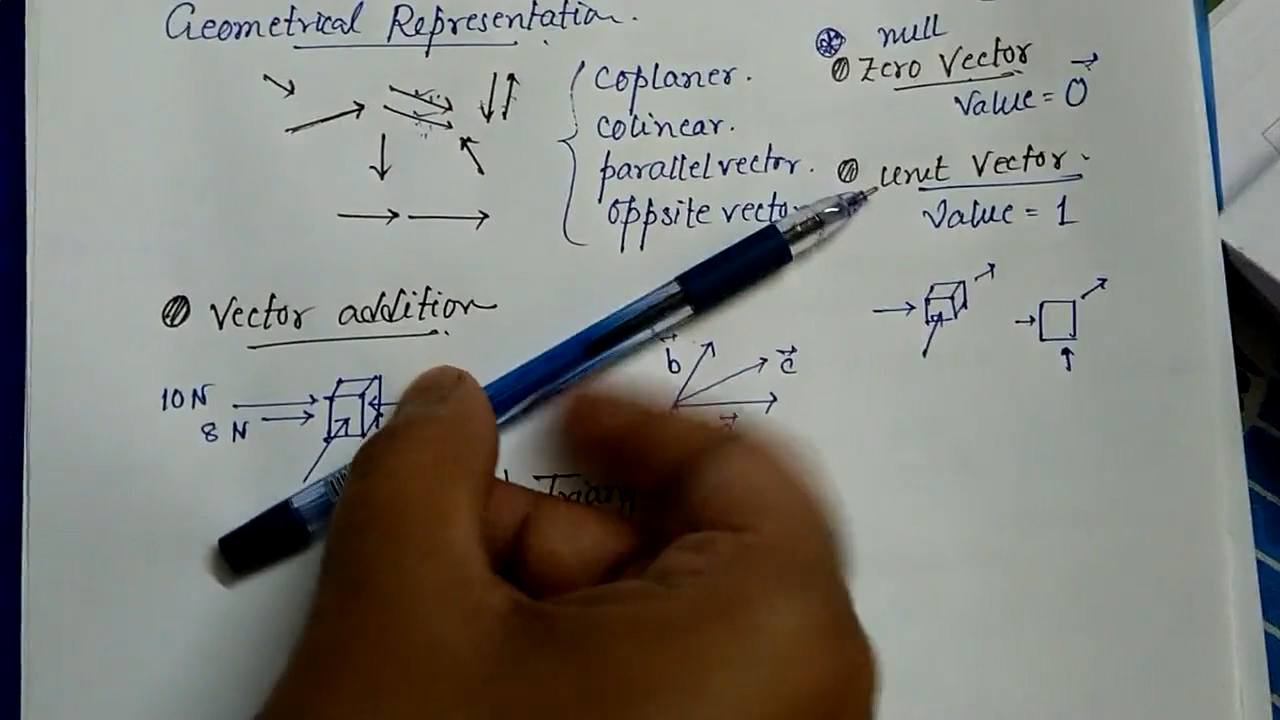 Geometrical Representation.
coplaner.
colinear.
parallel vector.
oppsite vecto
null
Zero Vector
Value = 0
unit Vector.
Value = 1
Vector addition
10 N
8 N
b
c